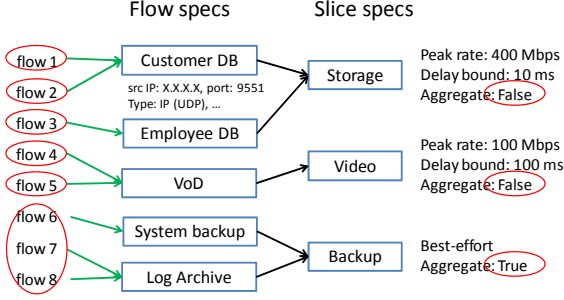 Flow specs
Slice specs
flow 1
flow 2
flow 3
flow 4
flow 5
flow 6
flow 7
flow 8
Customer DB
src IP: X.X.X.X, port: 9551
Type: IP (UDP), ...
Employee DB
VoD
System backup
Log Archive
Storage
Video
Backup
Peak rate: 400 Mbps
Delay bound: 10 ms
Aggregate: False
Peak rate: 100 Mbps
Delay bound: 100 ms
Aggregate: False
Best-effort
Aggregate: True